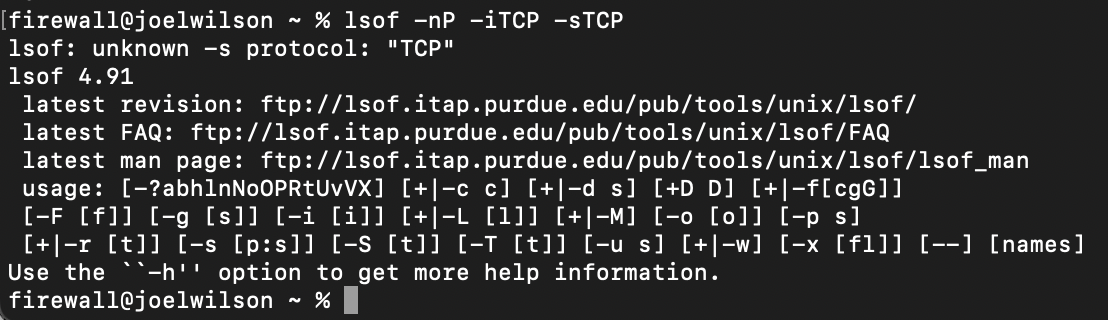 [firewall@joelwilson ~ % lsof -nP -iTCP -sTCP
lsof: unknown -s protocol: "TCP"
lsof 4.91
latest revision: ftp://lsof.itap.purdue.edu/pub/tools/unix/lsof/
latest FAQ: ftp://lsof.itap.purdue.edu/pub/tools/unix/lsof/FAQ
latest man page: ftp://lsof.itap.purdue.edu/pub/tools/unix/lsof/lsof_man
usage: [-?abhlnNoOPRtUvVX] [+|-c c] [+|-d s] [+D D] [+|-f[cgG]]
[-F [f]] [-g [s]] [-i [i]] [+|-L [l]] [+|-M] [-o [o]] [-p s]
[+|-r [t]] [-s [p:s]] [-S [t]] [-T [t]] [-u s] [+|-w] [-x [fl]] [--] [names]
Use the ``-h'' option to get more help information.
firewall@joelwilson ~ %